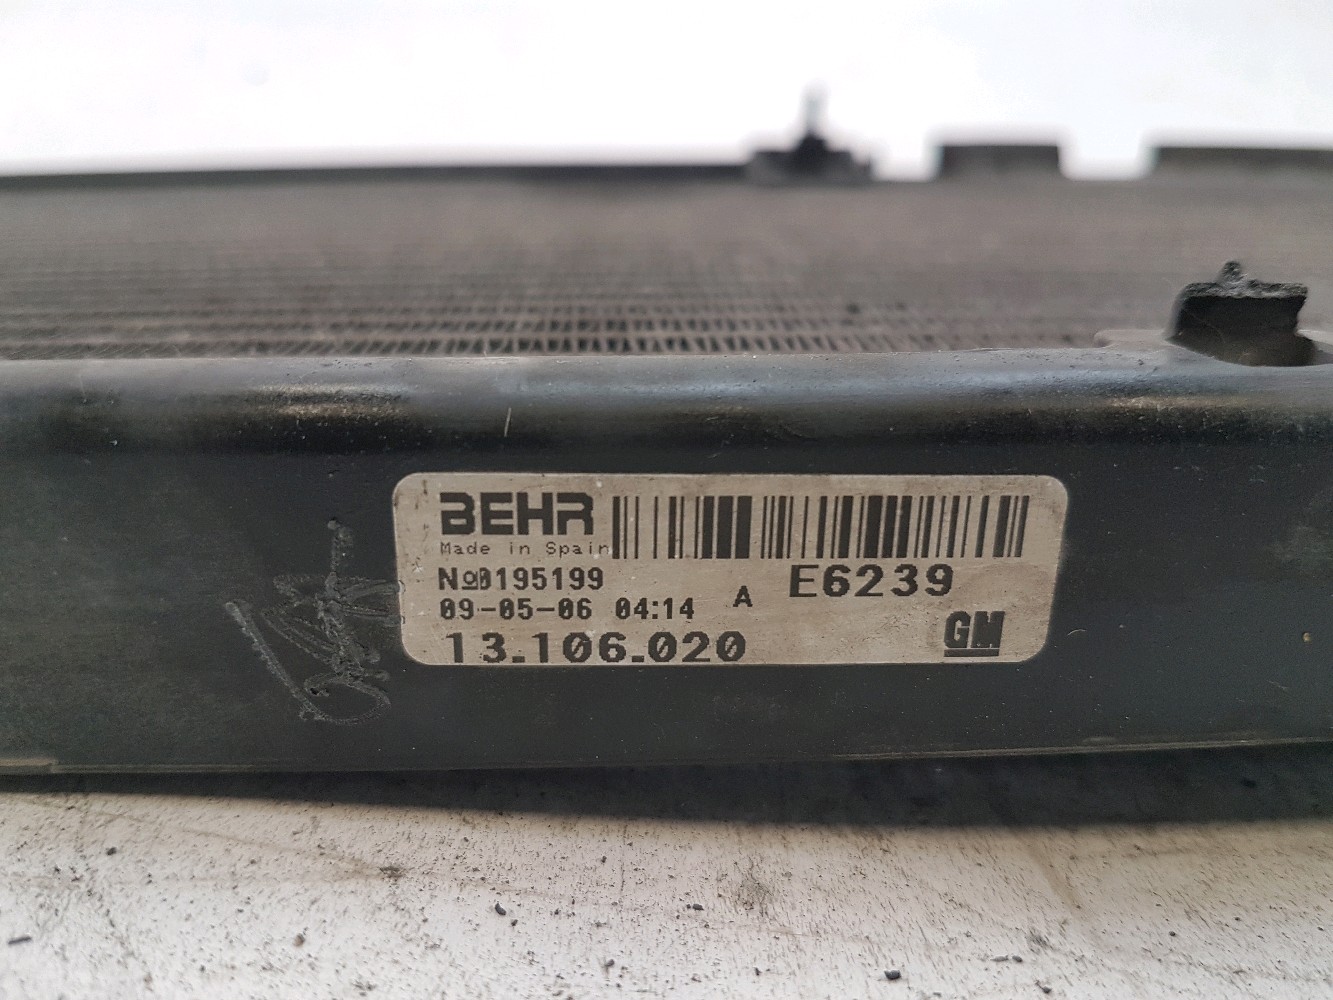 BEHR
Made in Spain
Nº0195199
09-05-06 04:14 A E6239
13.106.020 GM